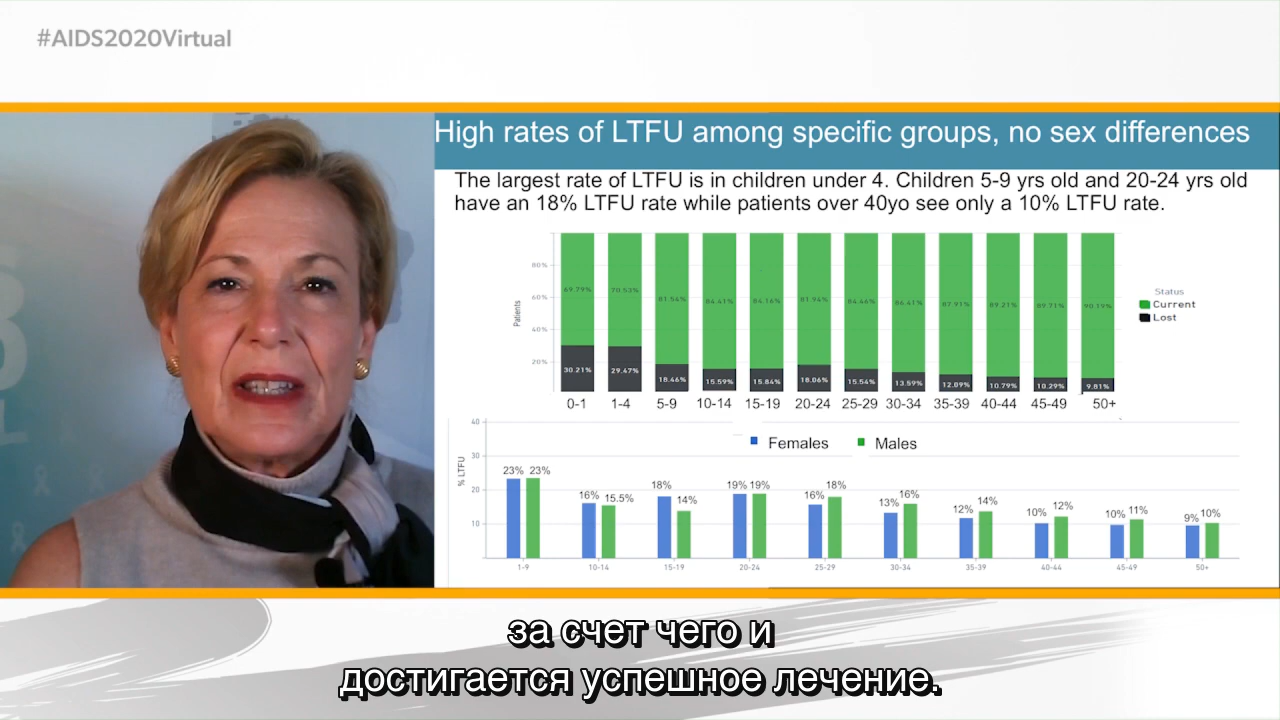 #AIDS2020Virtual
High rates of LTFU among specific groups, no sex differences
The largest rate of LTFU is in children under 4. Children 5-9 yrs old and 20-24 yrs old
have an 18% LTFU rate while patients over 40yo see only a 10% LTFU rate.
80%
60%
40%
20%
Patients
69.79% 70.53% 81.54% 84.41% 84.16% 81.94% 84.46% 86.41% 87.91% 89.21% 89.71% 90.19%
30.21% 29.47% 18.46% 15.59% 15.84% 18.06% 15.54% 13.59% 12.09% 10.79% 10.29% 9.81%
0-1 1-4 5-9 10-14 15-19 20-24 25-29 30-34 35-39 40-44 45-49 50+
Status
Current
Lost
Females Males
40
30
20
10
% LTFU
23% 23% 16% 15.5% 18% 14% 19% 19% 16% 18% 13% 16% 12% 14% 10% 12% 10% 11% 9% 10%
1-9 10-14 15-19 20-24 25-29 30-34 35-39 40-44 45-49 50+
за счет чего и
достигается успешное лечение.